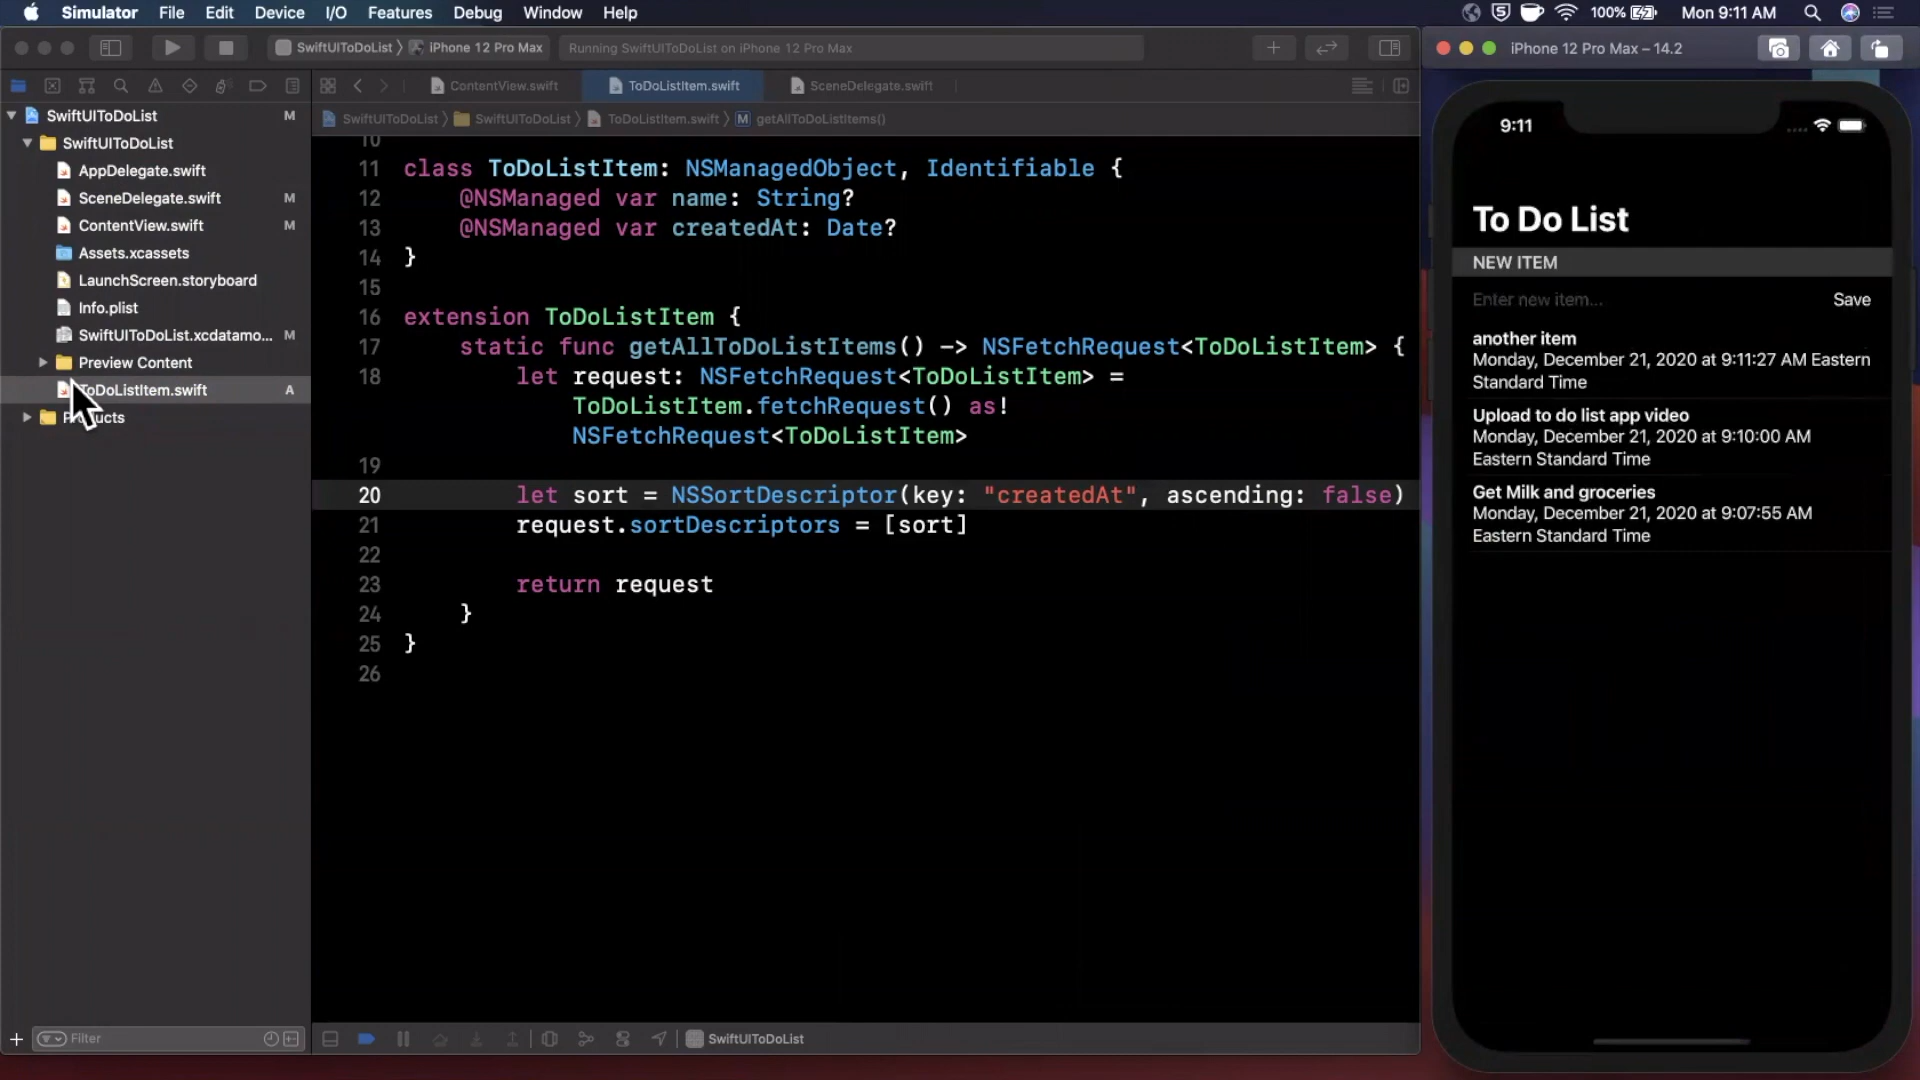 Simulator File Edit Device I/O Features Debug Window Help
100% Mon 9:11 AM
SwiftUIToDoList iPhone 12 Pro Max
Running SwiftUIToDoList on iPhone 12 Pro Max
ContentView.swift ToDoListItem.swift SceneDelegate.swift
SwiftUIToDoList SwiftUIToDoList ToDoListItem.swift M getAllToDoListItems()
SwiftUIToDoList M
SwiftUIToDoList
AppDelegate.swift
SceneDelegate.swift M
ContentView.swift M
Assets.xcassets
LaunchScreen.storyboard
Info.plist
SwiftUIToDoList.xcdatamo... M
Preview Content
ToDoListItem.swift A
Products
Filter
10
11 class ToDoListItem: NSManagedObject, Identifiable {
12 @NSManaged var name: String?
13 @NSManaged var createdAt: Date?
14 }
15
16 extension ToDoListItem {
17 static func getAllToDoListItems() -> NSFetchRequest<ToDoListItem> {
18 let request: NSFetchRequest<ToDoListItem> =
ToDoListItem.fetchRequest() as!
NSFetchRequest<ToDoListItem>
19
20 let sort = NSSortDescriptor(key: "createdAt", ascending: false)
21 request.sortDescriptors = [sort]
22
23 return request
24 }
25 }
26
SwiftUIToDoList
iPhone 12 Pro Max – 14.2
9:11
To Do List
NEW ITEM
Enter new item... Save
another item
Monday, December 21, 2020 at 9:11:27 AM Eastern
Standard Time
Upload to do list app video
Monday, December 21, 2020 at 9:10:00 AM
Eastern Standard Time
Get Milk and groceries
Monday, December 21, 2020 at 9:07:55 AM
Eastern Standard Time